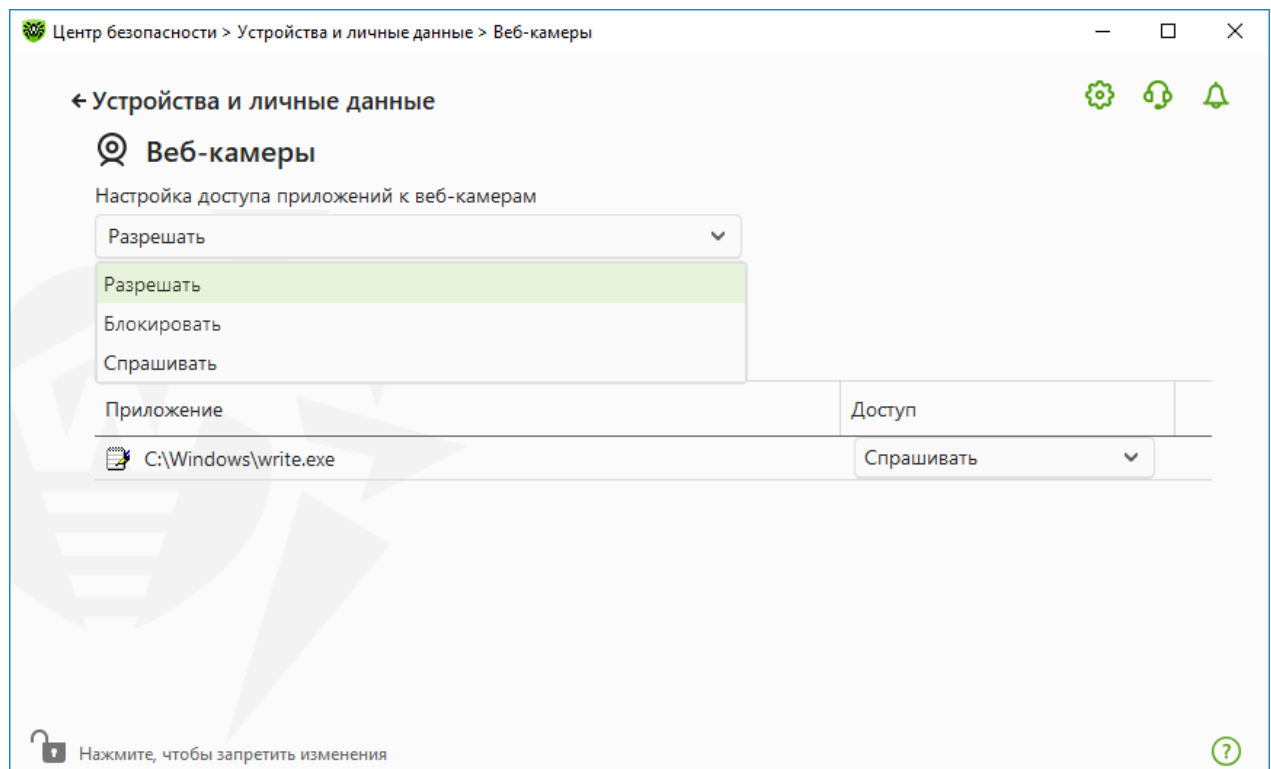 Центр безопасности > Устройства и личные данные > Веб-камеры
Устройства и личные данные
Веб-камеры
Настройка доступа приложений к веб-камерам
Разрешать
Разрешать
Блокировать
Спрашивать
Приложение Доступ
C:\Windows\write.exe Спрашивать
Нажмите, чтобы запретить изменения
?